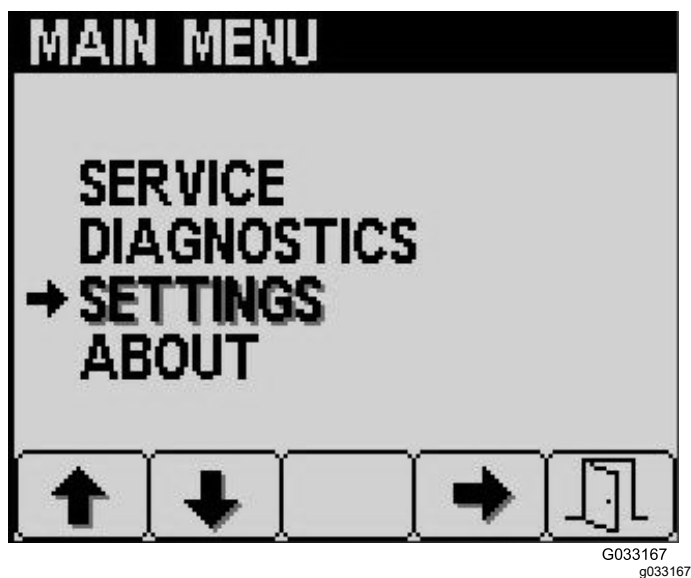 MAIN MENU
SERVICE
DIAGNOSTICS
SETTINGS
ABOUT
G033167
g033167